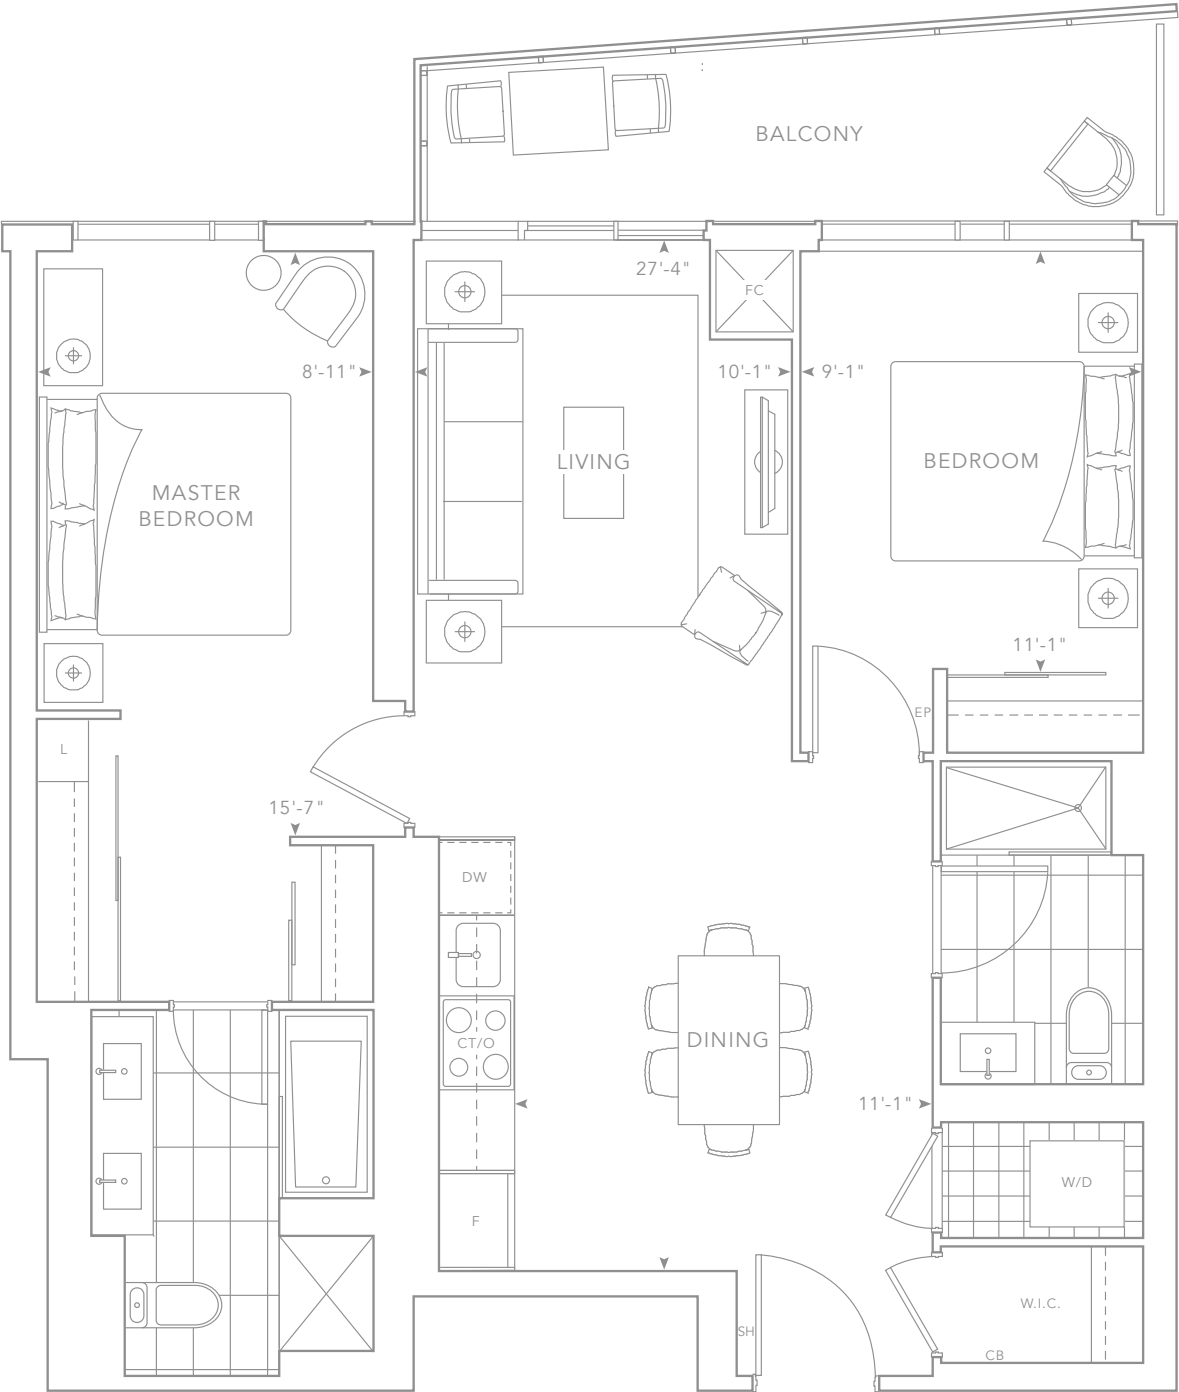 BALCONY
27'-4"
FC
8'-11"
10'-1"
9'-1"
LIVING
BEDROOM
MASTER
BEDROOM
11'-1"
EP
L
15'-7"
DW
CT/O
DINING
11'-1"
W/D
F
W.I.C.
SH
CB